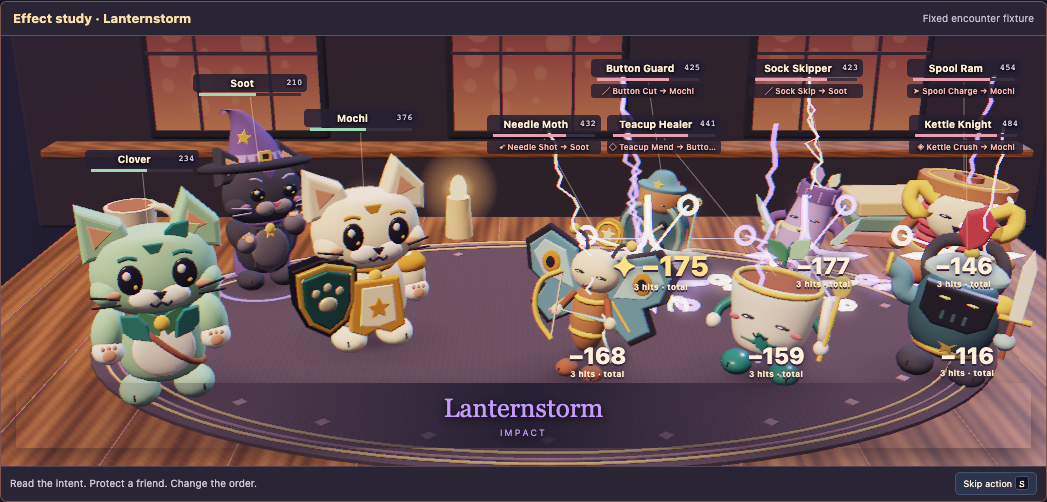 Effect study · Lanternstorm
Fixed encounter fixture
Soot 210
Mochi 376
Clover 234
Button Guard 425
Button Cut → Mochi
Sock Skipper 423
Sock Skip → Soot
Spool Ram 454
Spool Charge → Mochi
Needle Moth 432
Needle Shot → Soot
Teacup Healer 441
Teacup Mend → Butto...
Kettle Knight 484
Kettle Crush → Mochi
−175
3 hits · total
−177
3 hits · total
−146
3 hits · total
−168
3 hits · total
−159
3 hits · total
−116
3 hits · total
Lanternstorm
IMPACT
Read the intent. Protect a friend. Change the order.
Skip action S